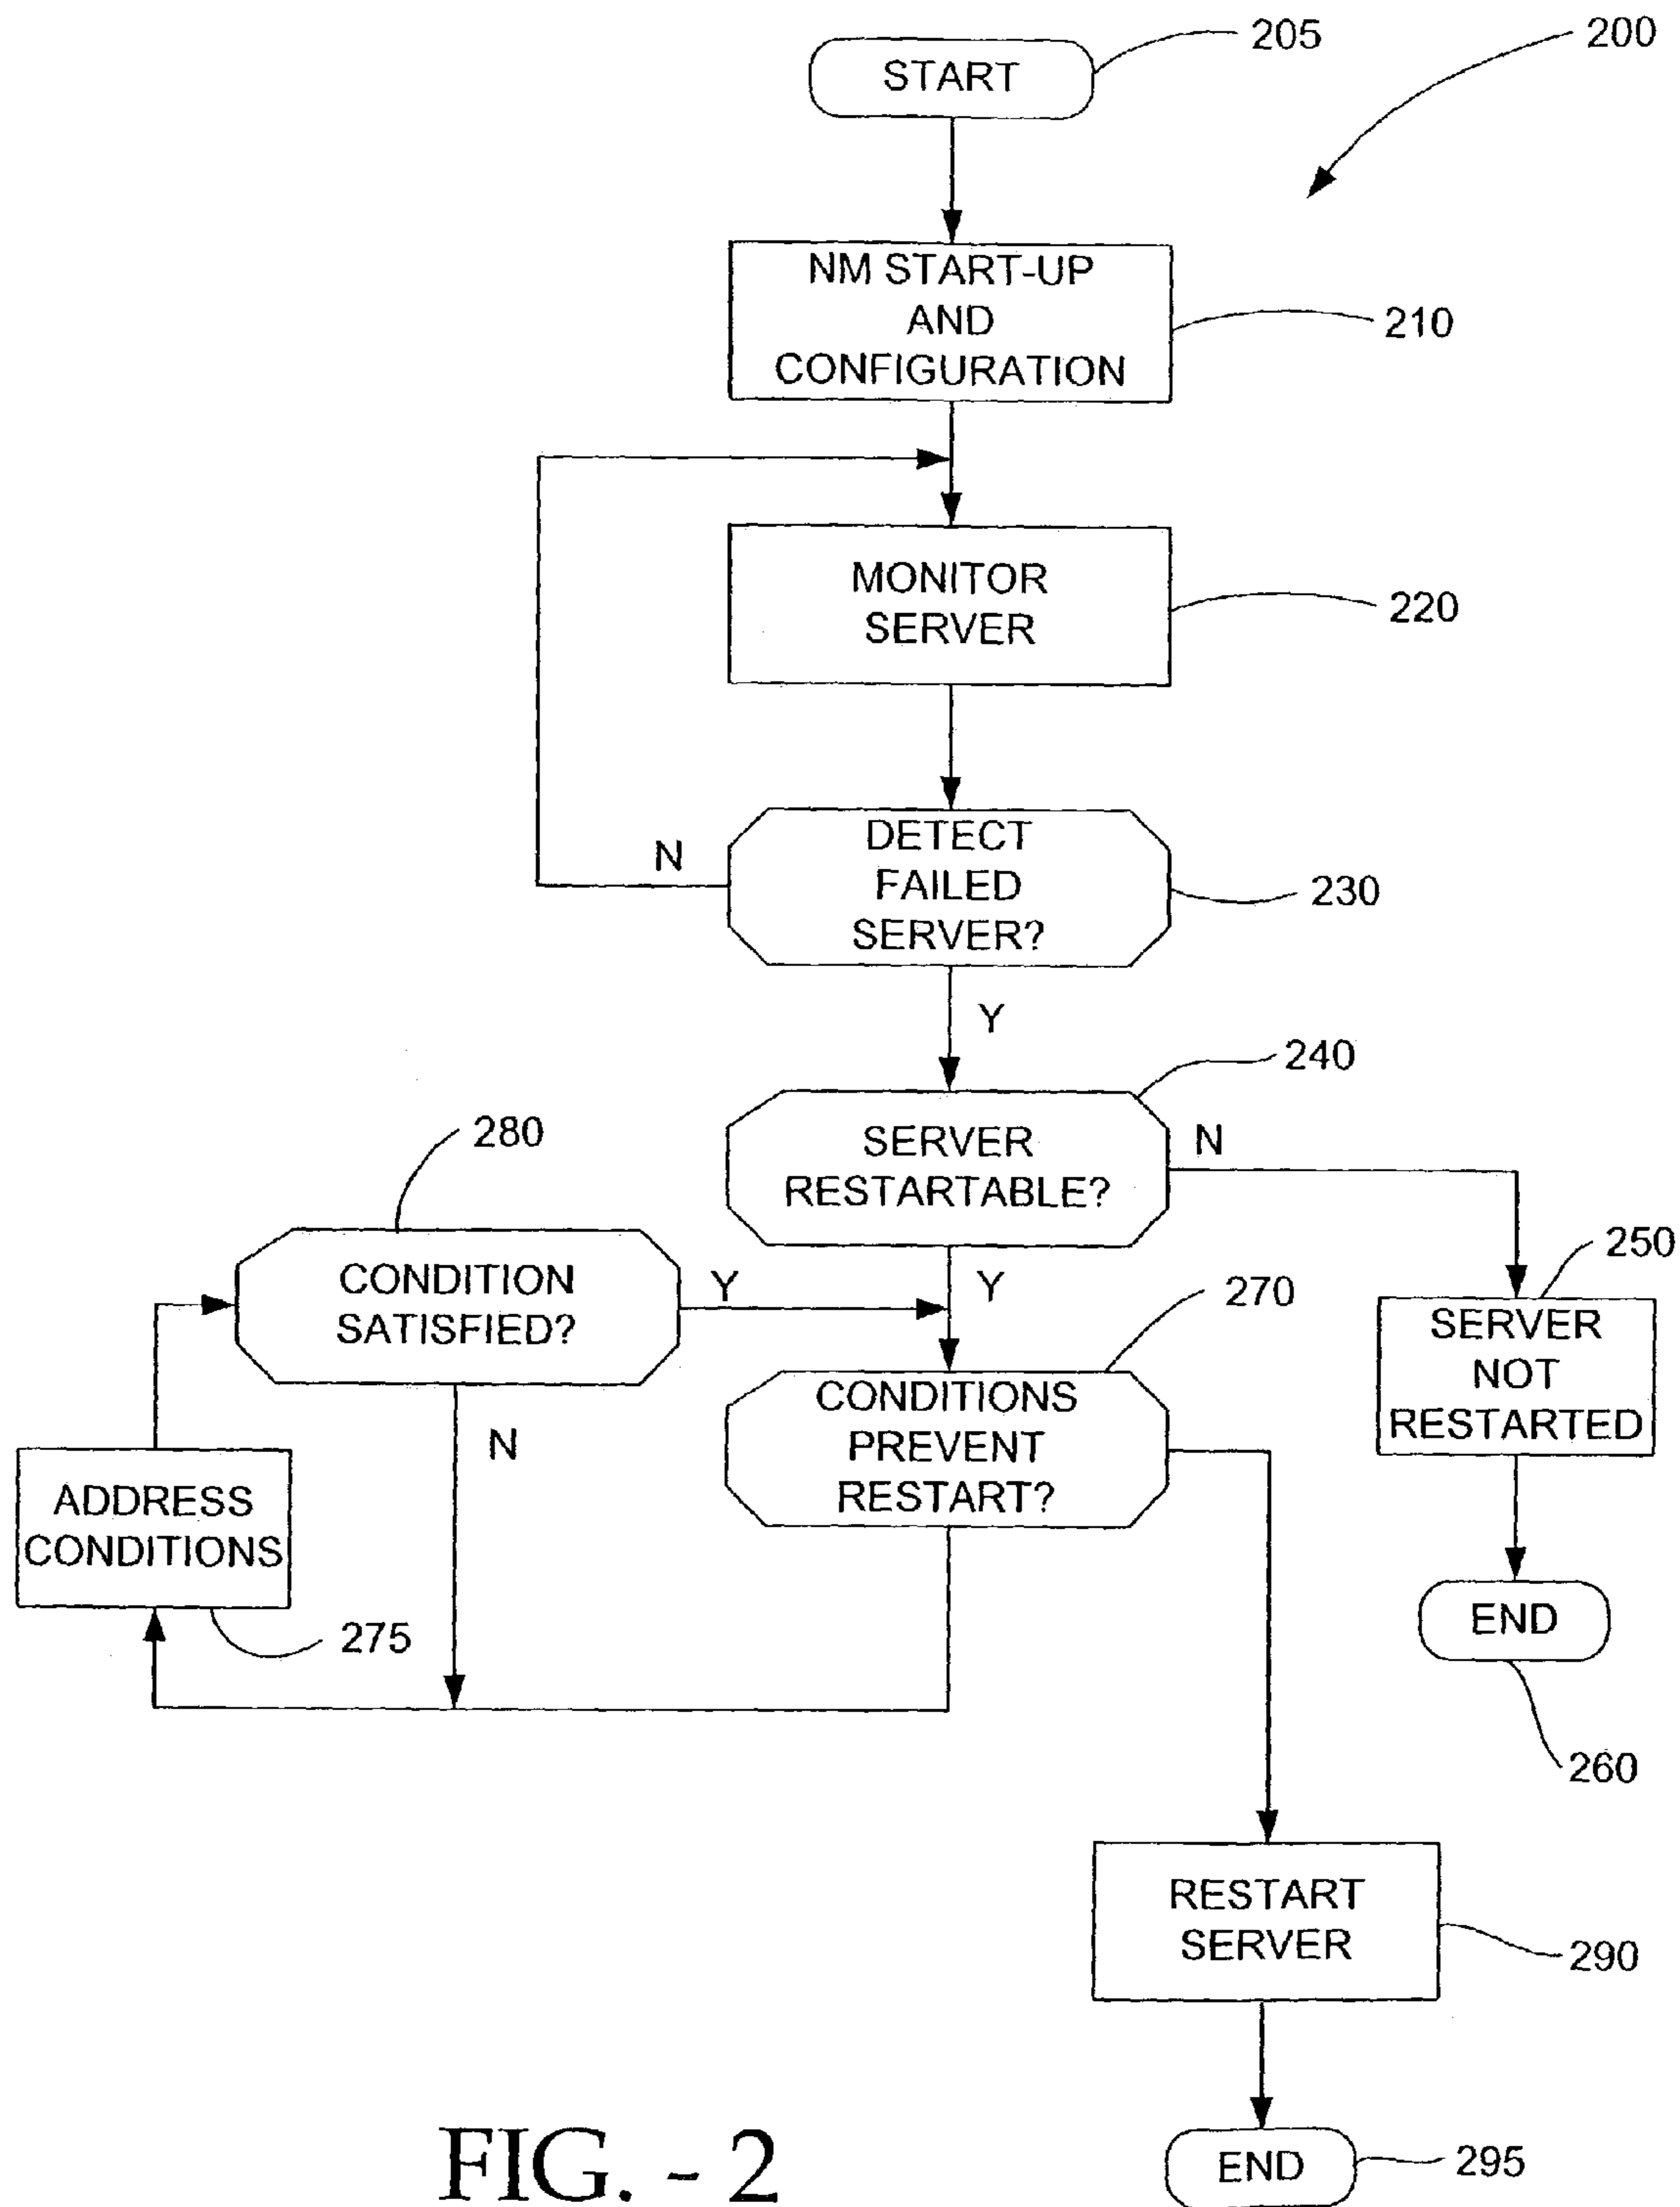 START
205
200
NM START-UP
AND
CONFIGURATION
210
MONITOR
SERVER
220
DETECT
FAILED
SERVER?
N
230
Y
240
SERVER
RESTARTABLE?
N
280
CONDITION
SATISFIED?
Y
Y
270
250
SERVER
NOT
RESTARTED
CONDITIONS
PREVENT
RESTART?
N
ADDRESS
CONDITIONS
275
END
260
RESTART
SERVER
290
END
295
FIG. - 2